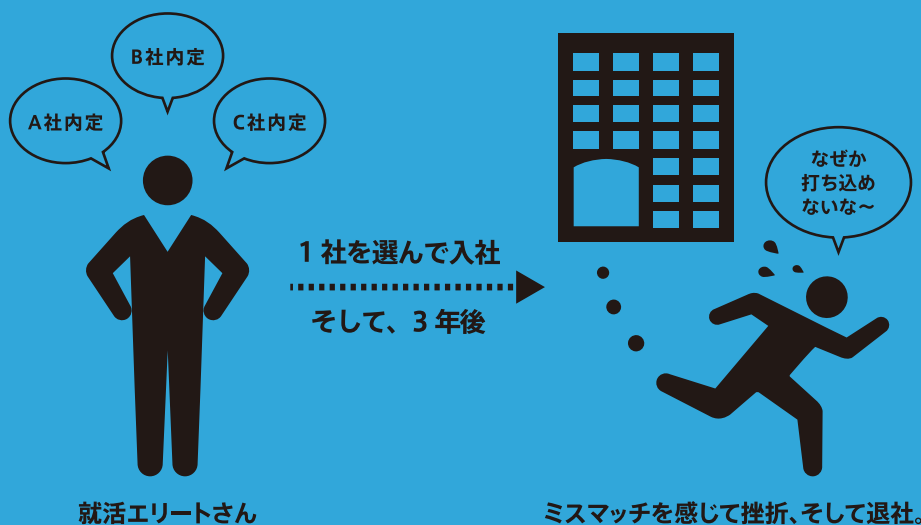 B社内定
A社内定
C社内定
なぜか
打ち込め
ないな〜
1社を選んで入社
そして、3年後
就活エリートさん
ミスマッチを感じて挫折、そして退社。